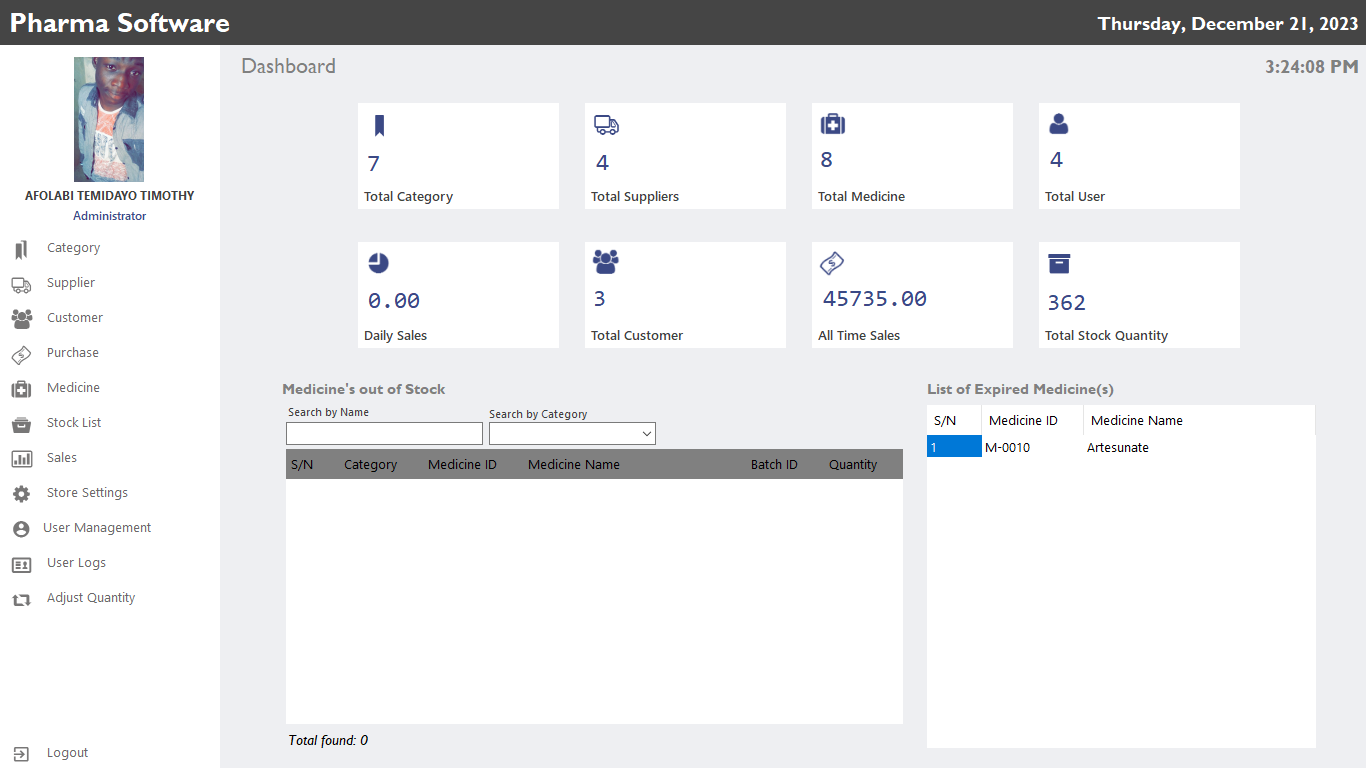 Pharma Software
Thursday, December 21, 2023
Dashboard
3:24:08 PM
AFOLABI TEMIDAYO TIMOTHY
Administrator
Category
Supplier
Customer
Purchase
Medicine
Stock List
Sales
Store Settings
User Management
User Logs
Adjust Quantity
Logout
7
Total Category
4
Total Suppliers
8
Total Medicine
4
Total User
0.00
Daily Sales
3
Total Customer
45735.00
All Time Sales
362
Total Stock Quantity
Medicine's out of Stock
Search by Name
Search by Category
S/N Category Medicine ID Medicine Name Batch ID Quantity
Total found: 0
List of Expired Medicine(s)
S/N Medicine ID Medicine Name
1 M-0010 Artesunate